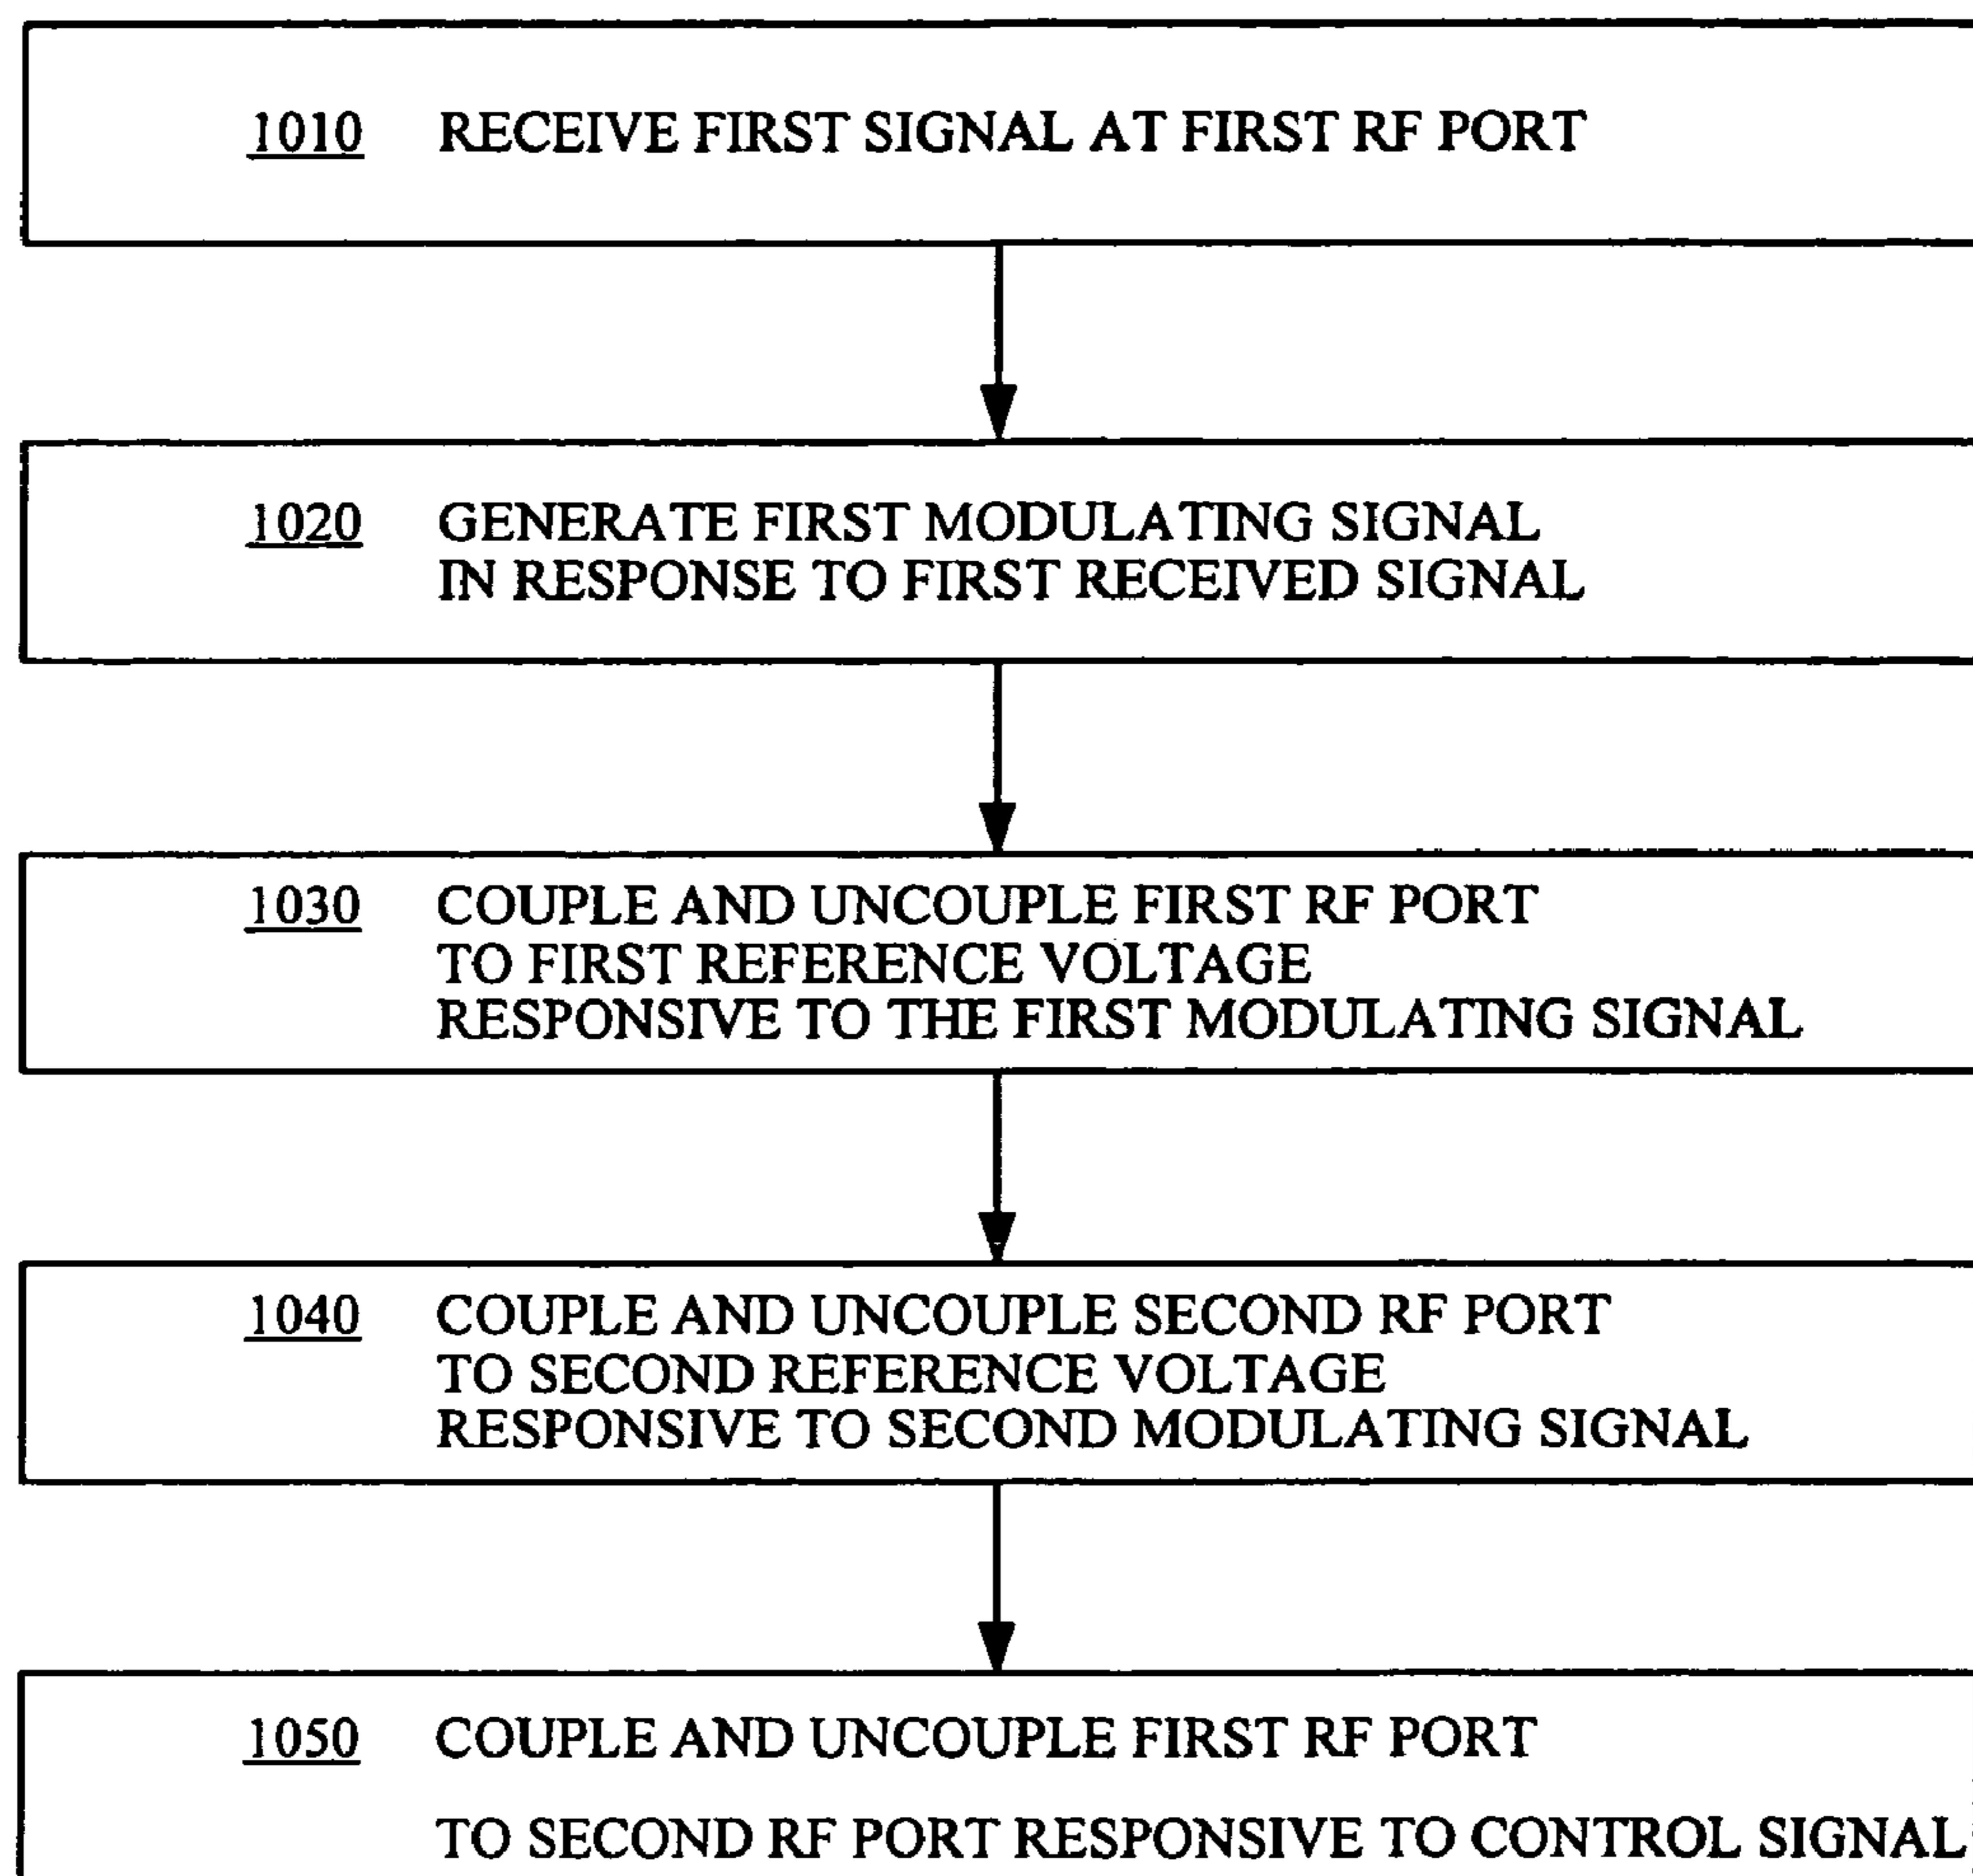 1010 RECEIVE FIRST SIGNAL AT FIRST RF PORT
1020 GENERATE FIRST MODULATING SIGNAL
IN RESPONSE TO FIRST RECEIVED SIGNAL
1030 COUPLE AND UNCOUPLE FIRST RF PORT
TO FIRST REFERENCE VOLTAGE
RESPONSIVE TO THE FIRST MODULATING SIGNAL
1040 COUPLE AND UNCOUPLE SECOND RF PORT
TO SECOND REFERENCE VOLTAGE
RESPONSIVE TO SECOND MODULATING SIGNAL
1050 COUPLE AND UNCOUPLE FIRST RF PORT
TO SECOND RF PORT RESPONSIVE TO CONTROL SIGNAL